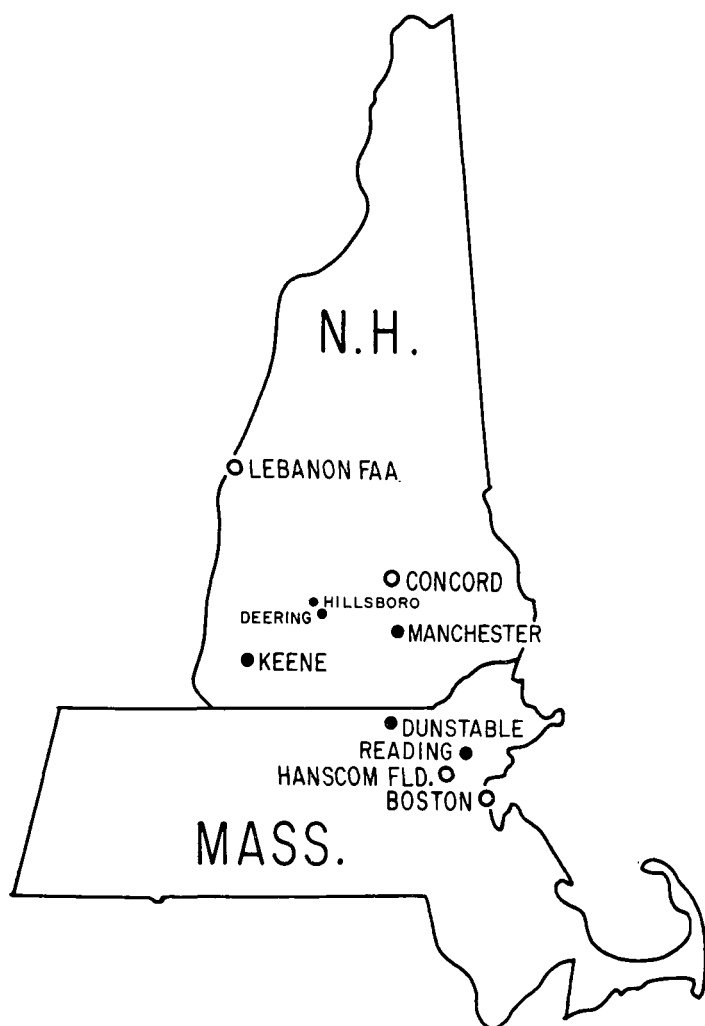 N.H.
LEBANON FAA.
CONCORD
HILLSBORO
DEERING
MANCHESTER
KEENE
DUNSTABLE
READING
HANSCOM FLD.
BOSTON
MASS.